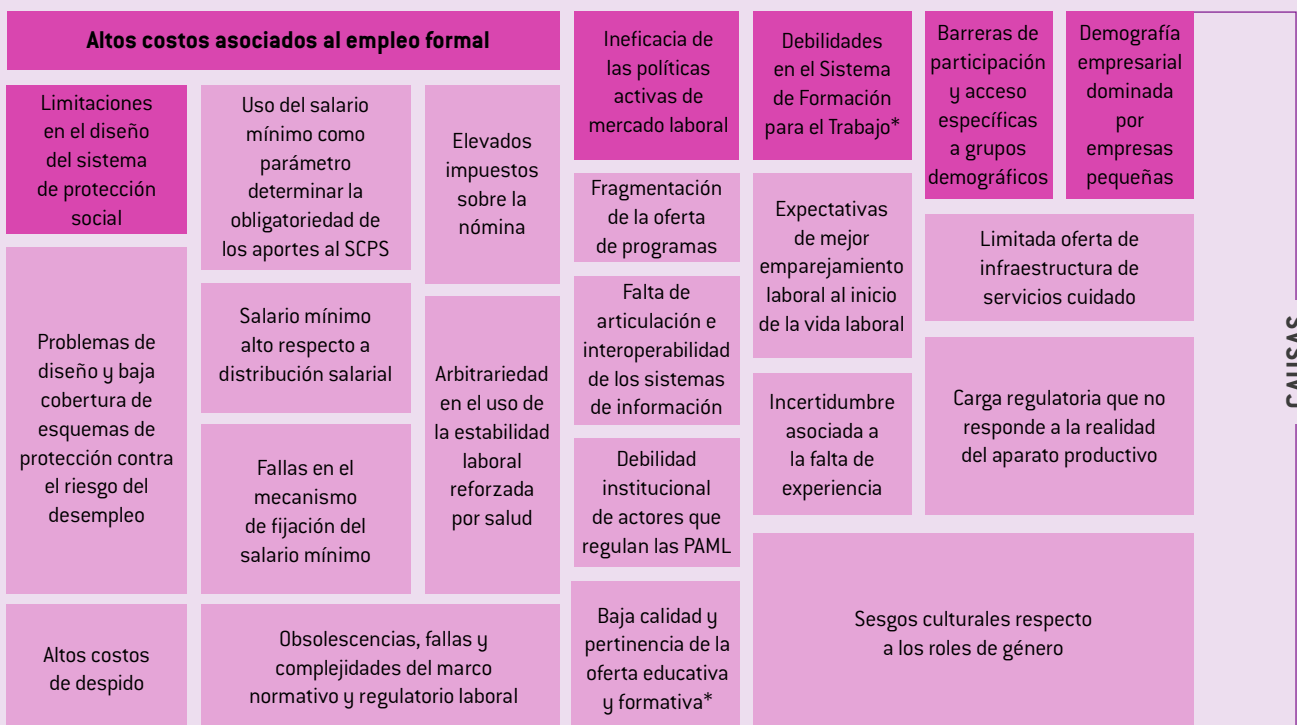 Altos costos asociados al empleo formal
Limitaciones
en el diseño
del sistema
de protección
social
Uso del salario
mínimo como
parámetro
determinar la
obligatoriedad de
los aportes al SCPS
Elevados
impuestos
sobre la
nómina
Problemas de
diseño y baja
cobertura de
esquemas de
protección contra
el riesgo del
desempleo
Salario mínimo
alto respecto a
distribución salarial
Fallas en el
mecanismo
de fijación del
salario mínimo
Arbitrariedad
en el uso de
la estabilidad
laboral
reforzada
por salud
Altos costos
de despido
Obsolescencias, fallas y
complejidades del marco
normativo y regulatorio laboral
Ineficacia de
las políticas
activas de
mercado laboral
Fragmentación
de la oferta
de programas
Falta de
articulación e
interoperabilidad
de los sistemas
de información
Debilidad
institucional
de actores que
regulan las PAML
Baja calidad y
pertinencia de la
oferta educativa
y formativa*
Debilidades
en el Sistema
de Formación
para el Trabajo*
Expectativas
de mejor
emparejamiento
laboral al inicio
de la vida laboral
Incertidumbre
asociada a
la falta de
experiencia
Barreras de
participación
y acceso
específicas
a grupos
demográficos
Demografía
empresarial
dominada
por
empresas
pequeñas
Limitada oferta de
infraestructura de
servicios cuidado
Carga regulatoria que no
responde a la realidad
del aparato productivo
Sesgos culturales respecto
a los roles de género
CAUSAS